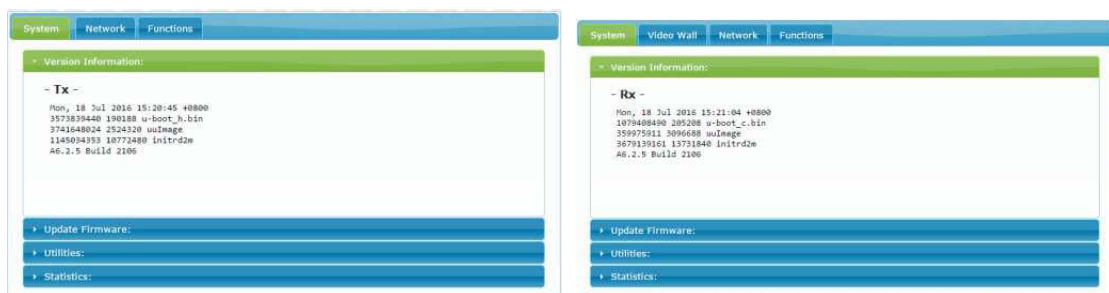 System Network Functions
Version Information:
- Tx -
Mon, 18 Jul 2016 15:20:45 +0800
3573839440 190188 u-boot_h.bin
3741648024 2524320 uuImage
1145034353 10772480 initrd2m
A6.2.5 Build 2106
Update Firmware:
Utilities:
Statistics:
System Video Wall Network Functions
Version Information:
- Rx -
Mon, 18 Jul 2016 15:21:04 +0800
1079408490 205208 u-boot_c.bin
359975911 3096688 uuImage
3679139161 13731840 initrd2m
A6.2.5 Build 2106
Update Firmware:
Utilities:
Statistics: